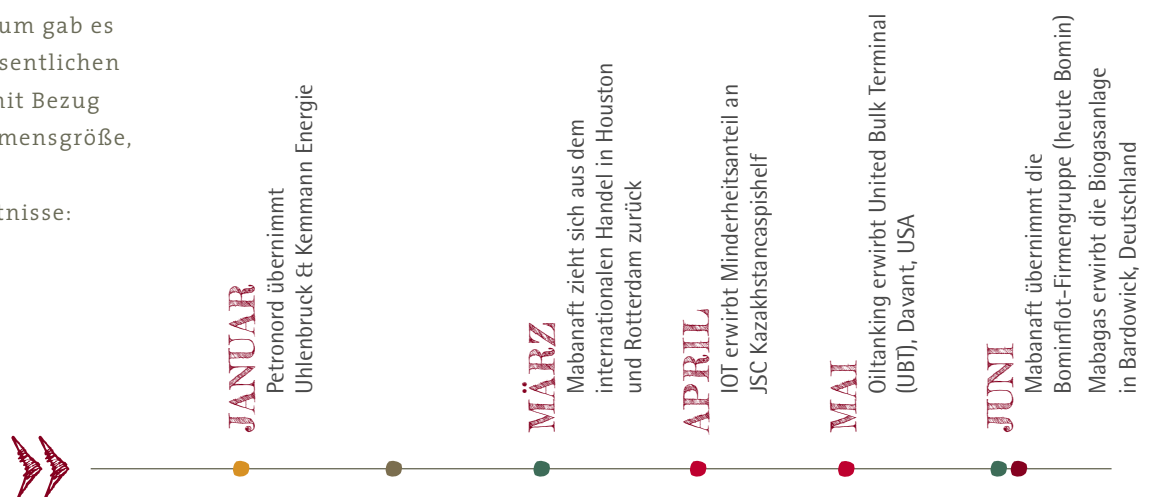 um gab es
sentlichen
nit Bezug
mensgröße,
tnisse:
JANUAR
Petronord übernimmt
Uhlenbruck & Kemmann Energie
MÄRZ
Mabanaft zieht sich aus dem
internationalen Handel in Houston
und Rotterdam zurück
APRIL
IOT erwirbt Minderheitsanteil an
JSC Kazakhstancaspishelf
MAI
Oiltanking erwirbt United Bulk Terminal
(UBT), Davant, USA
JUNI
Mabanaft übernimmt die
Bominflot-Firmengruppe (heute Bomin)
Mabagas erwirbt die Biogasanlage
in Bardowick, Deutschland